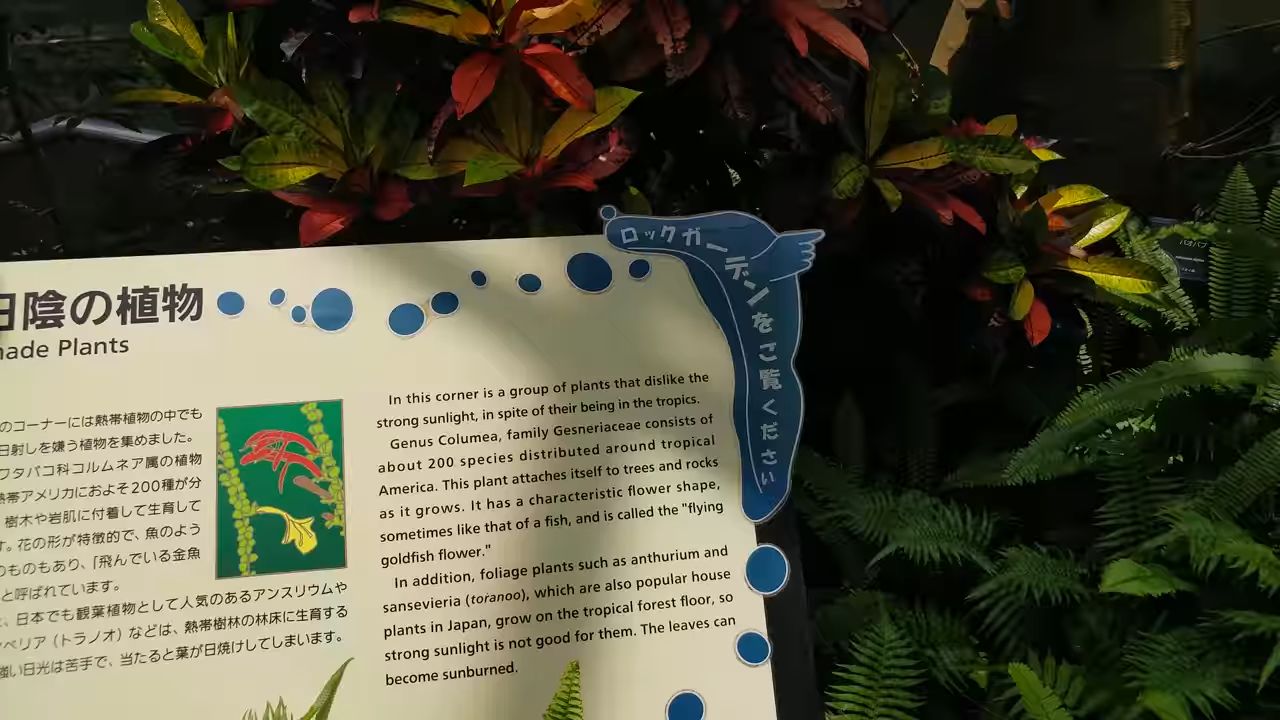 日陰の植物
hade Plants
ロックガーデンをご覧ください
のコーナーには熱帯植物の中でも
日射しを嫌う植物を集めました。
ワタバコ科コルムネア属の植物
熱帯アメリカにおよそ200種が分
樹木や岩肌に付着して生育して
す。花の形が特徴的で、魚のよう
のものもあり、「飛んでいる金魚
と呼ばれています。
、日本でも観葉植物として人気のあるアンスリウムや
ベリア（トラノオ）などは、熱帯樹林の林床に生育する
強い日光は苦手で、当たると葉が日焼けしてしまいます。
In this corner is a group of plants that dislike the
strong sunlight, in spite of their being in the tropics.
Genus Columea, family Gesneriaceae consists of
about 200 species distributed around tropical
America. This plant attaches itself to trees and rocks
as it grows. It has a characteristic flower shape,
sometimes like that of a fish, and is called the "flying
goldfish flower."
In addition, foliage plants such as anthurium and
sansevieria (toranoo), which are also popular house
plants in Japan, grow on the tropical forest floor, so
strong sunlight is not good for them. The leaves can
become sunburned.
バオバブ